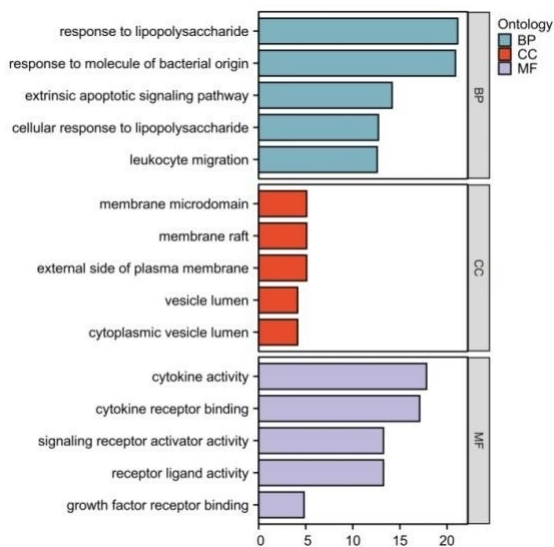 response to lipopolysaccharide
response to molecule of bacterial origin
extrinsic apoptotic signaling pathway
cellular response to lipopolysaccharide
leukocyte migration
BP
membrane microdomain
membrane raft
external side of plasma membrane
vesicle lumen
cytoplasmic vesicle lumen
CC
cytokine activity
cytokine receptor binding
signaling receptor activator activity
receptor ligand activity
growth factor receptor binding
MF
0 5 10 15 20
Ontology
BP
CC
MF